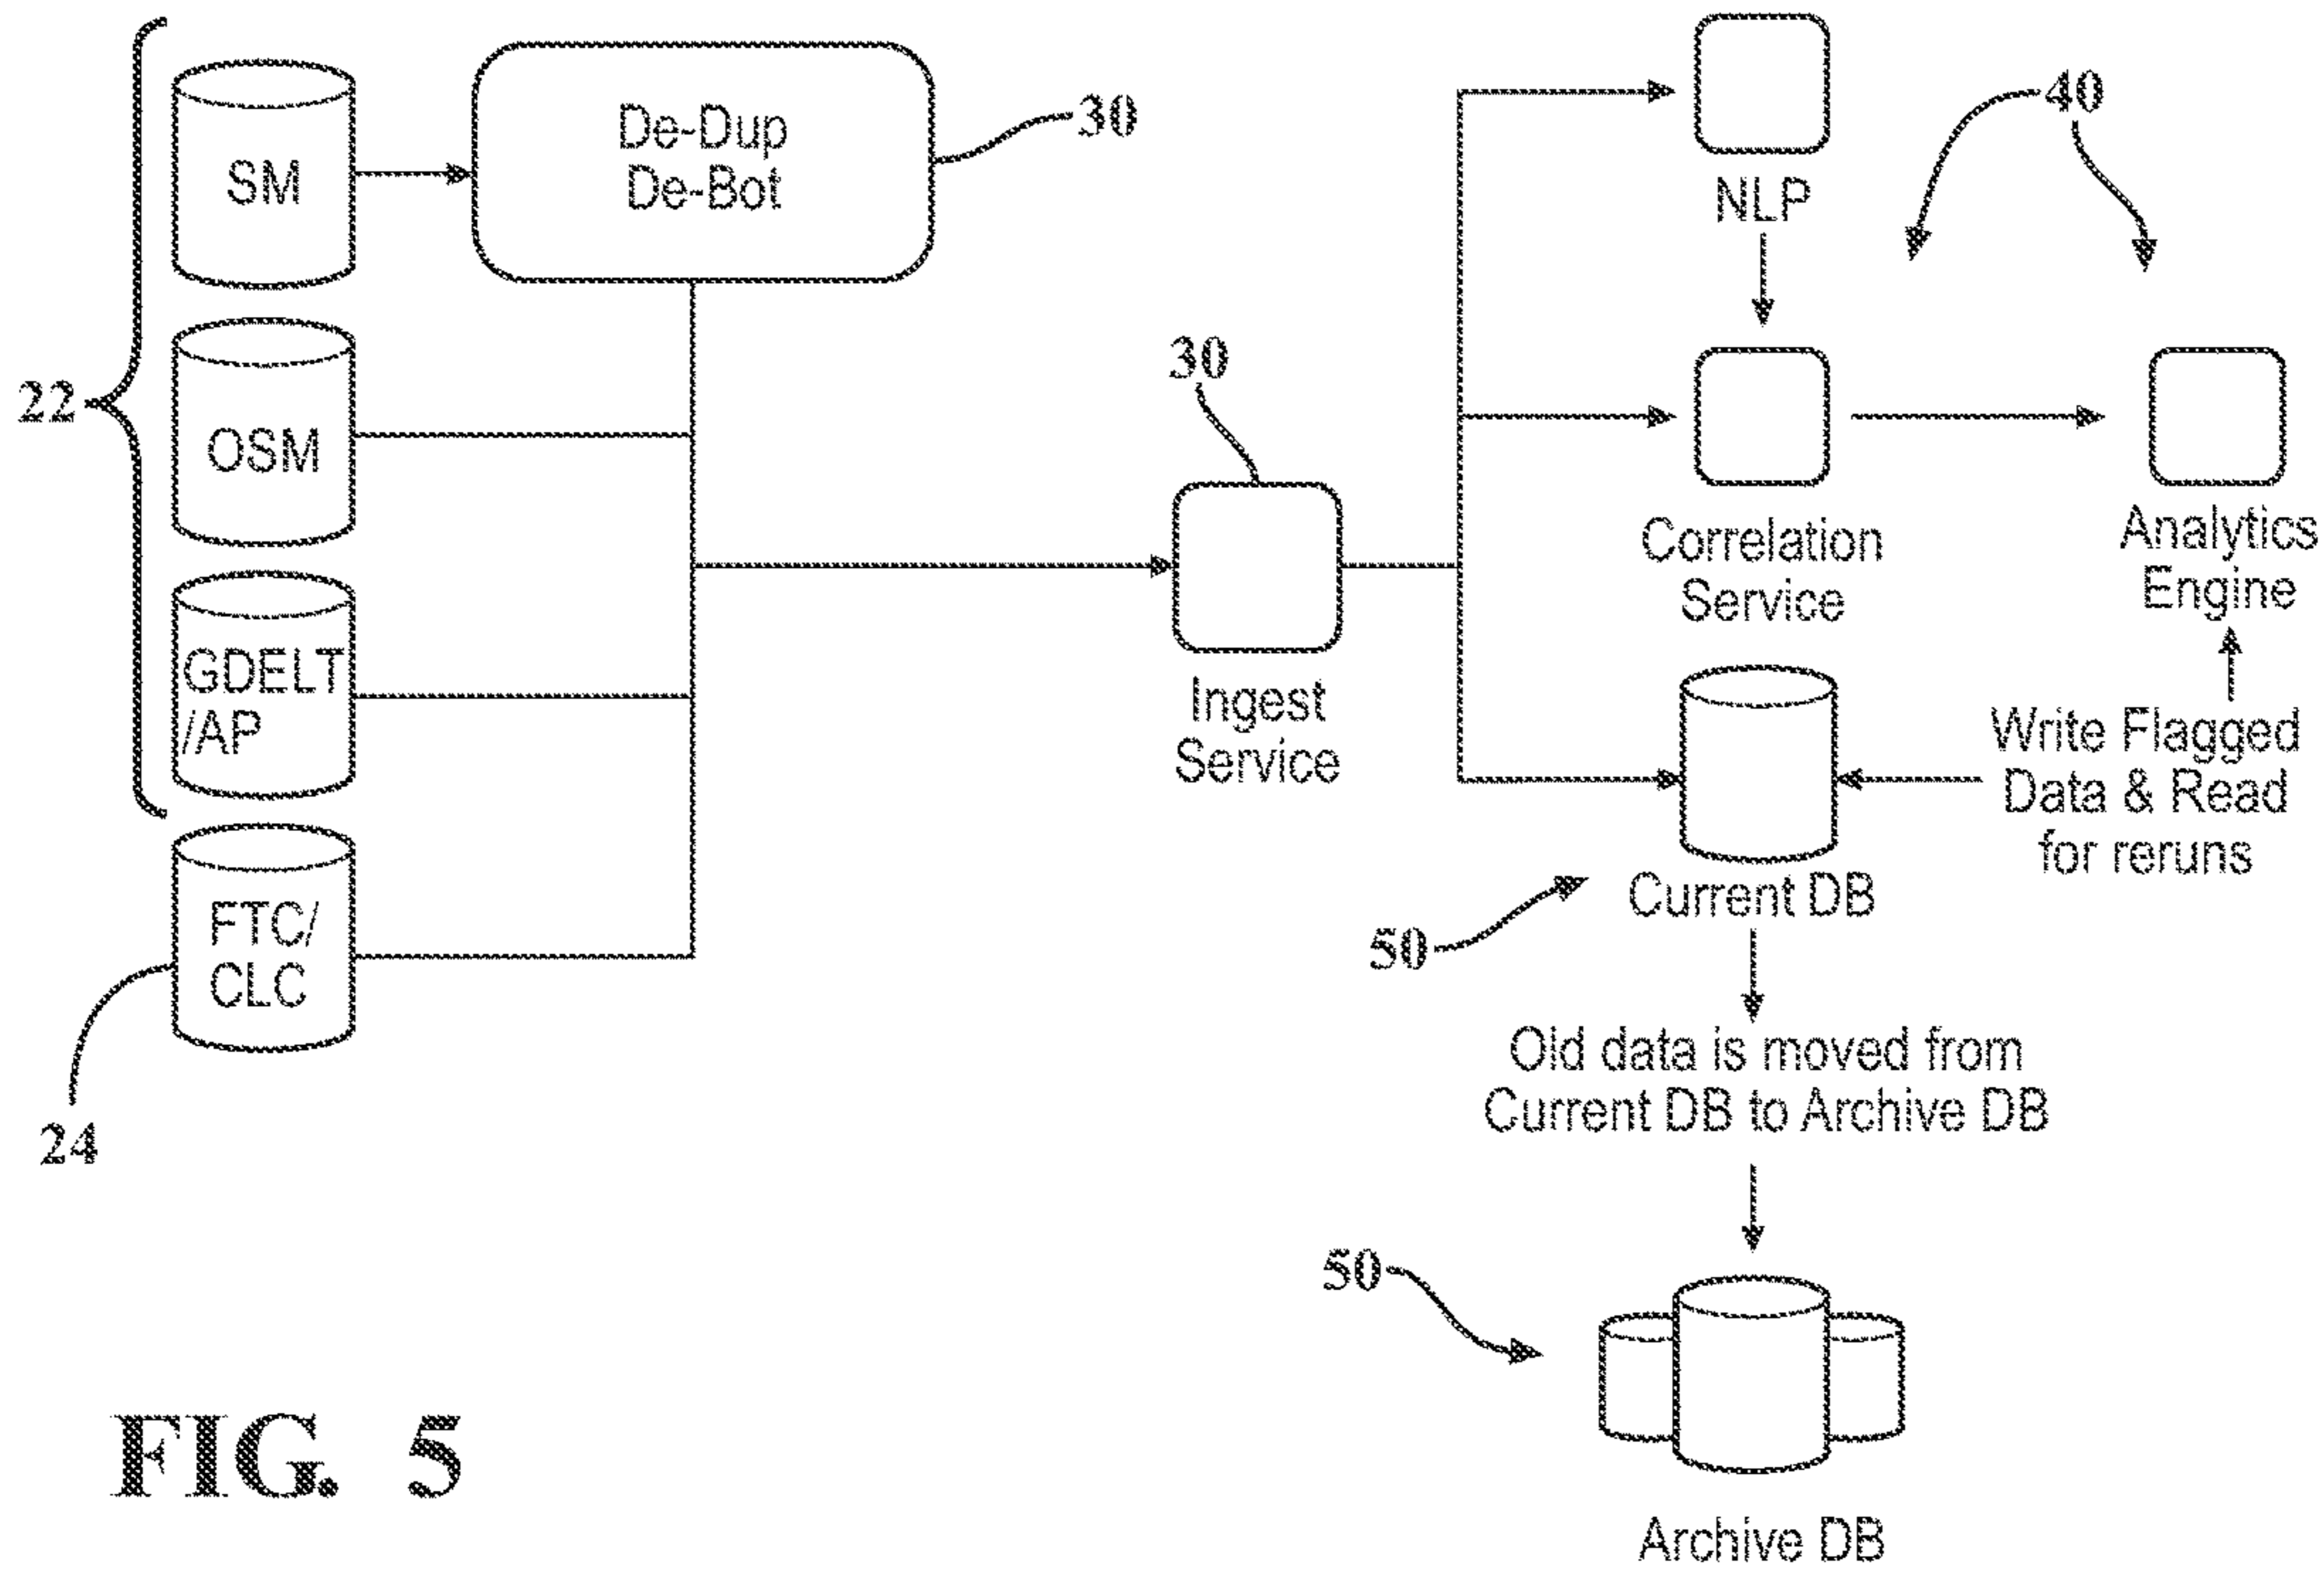 22
SM
OSM
GDELT
/AP
FTC/
CLC
24
De-Dup
De-Bot
30
30
Ingest
Service
NLP
40
Correlation
Service
Analytics
Engine
Write Flagged
Data & Read
for reruns
Current DB
50
Old data is moved from
Current DB to Archive DB
50
Archive DB
FIG. 5